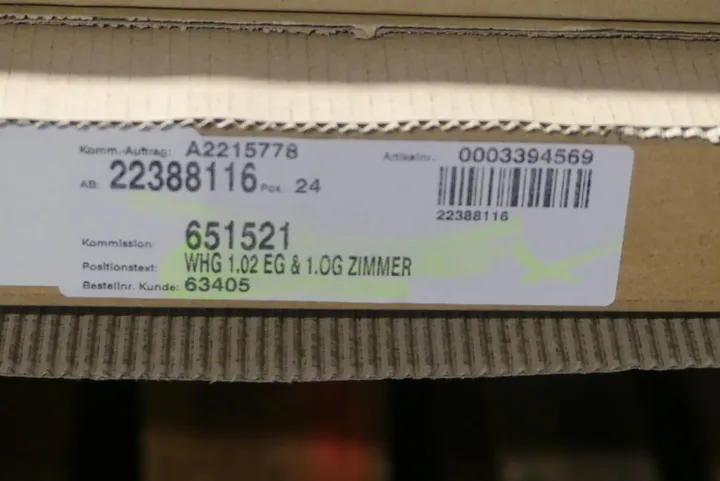 Komm.-Auftrag: A2215778
Artikelnr.: 0003394569
AB: 22388116 Pos. 24
22388116
Kommission: 651521
Positionstext: WHG 1.02 EG & 1.OG ZIMMER
Bestellnr. Kunde: 63405